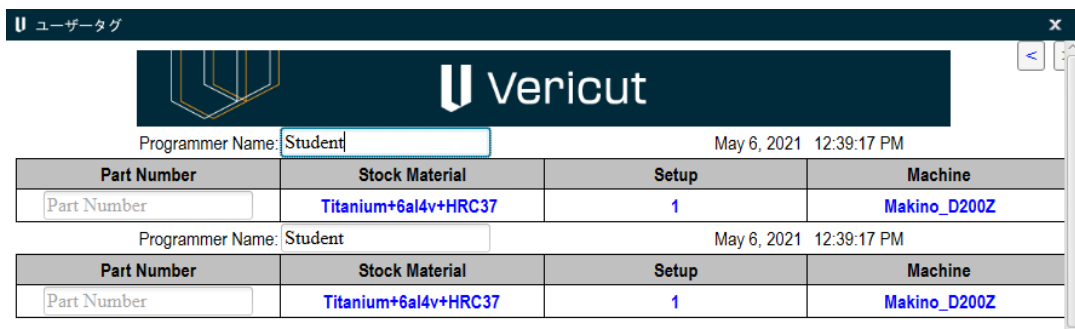 ユーザータグ x
< 
Vericut
Programmer Name: Student May 6, 2021 12:39:17 PM
Part Number Stock Material Setup Machine
Part Number Titanium+6al4v+HRC37 1 Makino_D200Z
Programmer Name: Student May 6, 2021 12:39:17 PM
Part Number Stock Material Setup Machine
Part Number Titanium+6al4v+HRC37 1 Makino_D200Z